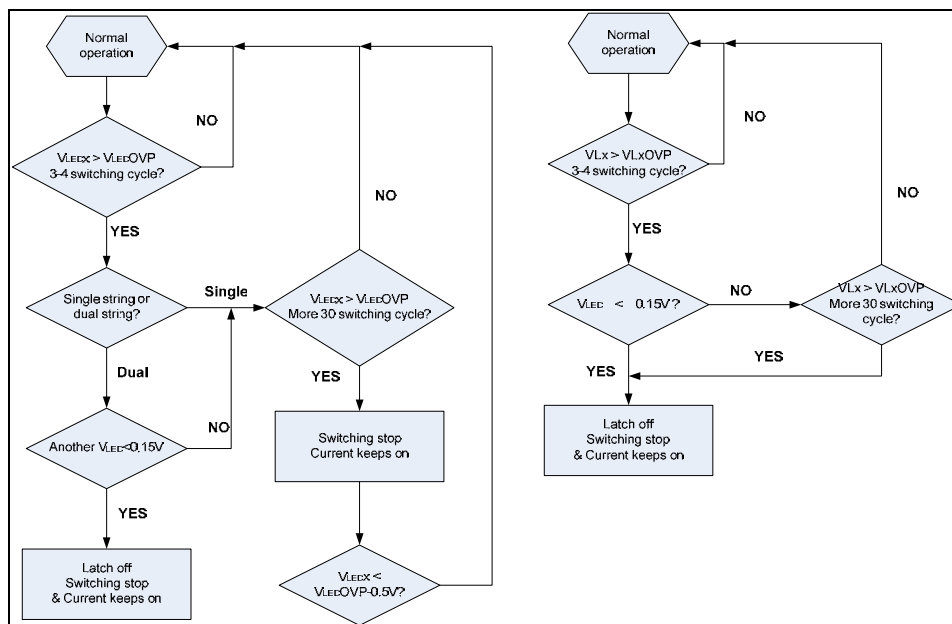 Normal
operation
NO
VLEDX > VLEDOVP
3-4 switching cycle?
YES
Single string or
dual string?
Single
Dual
Another VLED<0.15V
NO
YES
Latch off
Switching stop
& Current keeps on
NO
VLEDX > VLEDOVP
More 30 switching cycle?
YES
Switching stop
Current keeps on
VLEDX <
VLEDOVP-0.5V?
Normal
operation
NO
VLx > VLxOVP
3-4 switching cycle?
YES
VLED < 0.15V?
NO
YES
NO
VLx > VLxOVP
More 30 switching
cycle?
YES
Latch off
Switching stop
& Current keeps on